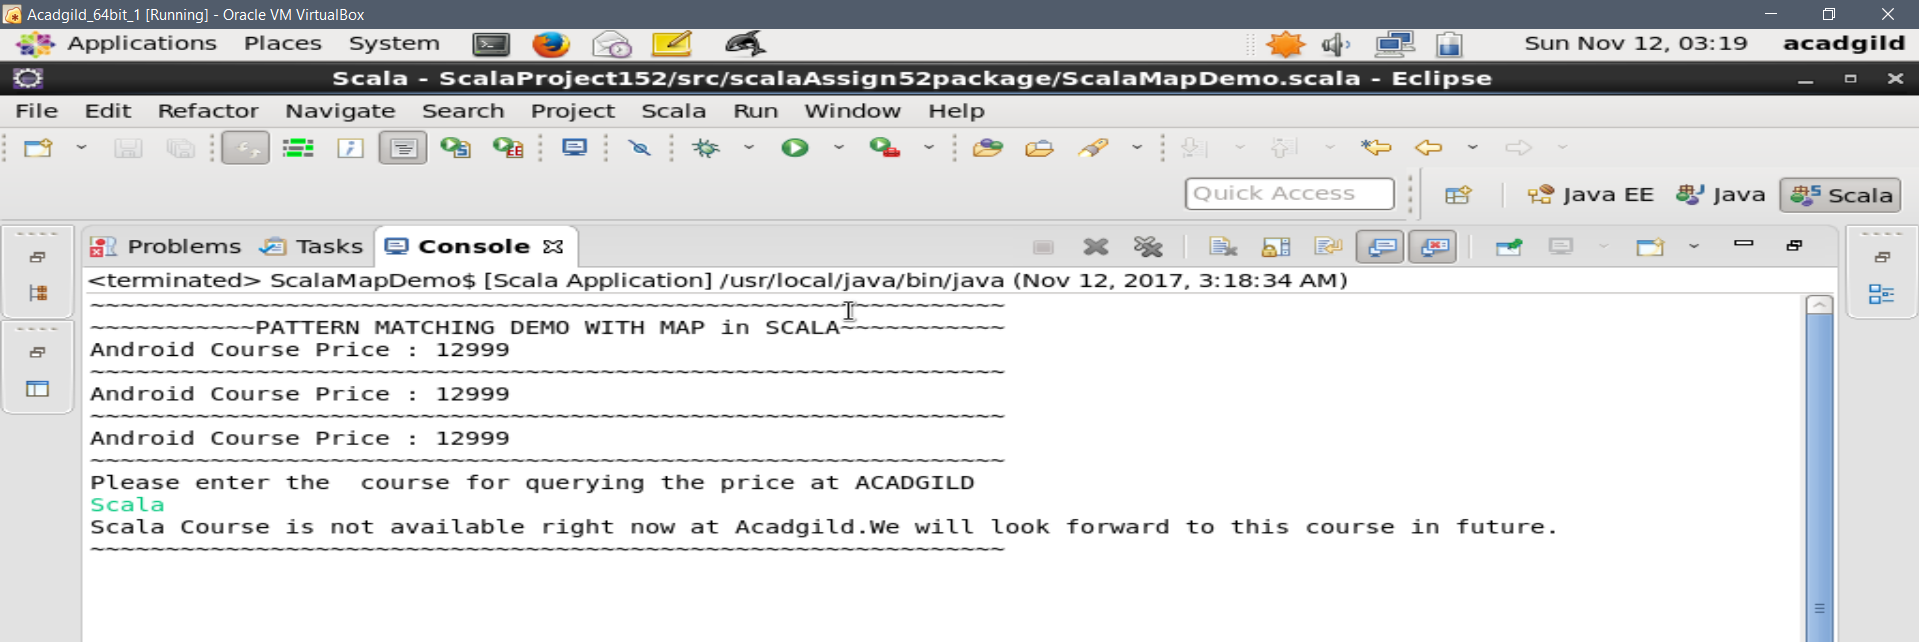 Acadgild_64bit_1 [Running] - Oracle VM VirtualBox
Applications Places System Sun Nov 12, 03:19 acadgild
Scala - ScalaProject152/src/scalaAssign52package/ScalaMapDemo.scala - Eclipse
File Edit Refactor Navigate Search Project Scala Run Window Help
Quick Access Java EE Java Scala
Problems Tasks Console
<terminated> ScalaMapDemo$ [Scala Application] /usr/local/java/bin/java (Nov 12, 2017, 3:18:34 AM)
~~~~~~~~~~~~~~~~~~~~~~~~~~~~~~~~~~~~~~~~~~~~~~~~~~~~~~~~~~~~~
~~~~~~~~~~~PATTERN MATCHING DEMO WITH MAP in SCALA~~~~~~~~~~~
Android Course Price : 12999
~~~~~~~~~~~~~~~~~~~~~~~~~~~~~~~~~~~~~~~~~~~~~~~~~~~~~~~~~~~~~
Android Course Price : 12999
~~~~~~~~~~~~~~~~~~~~~~~~~~~~~~~~~~~~~~~~~~~~~~~~~~~~~~~~~~~~~
Android Course Price : 12999
~~~~~~~~~~~~~~~~~~~~~~~~~~~~~~~~~~~~~~~~~~~~~~~~~~~~~~~~~~~~~
Please enter the  course for querying the price at ACADGILD
Scala
Scala Course is not available right now at Acadgild.We will look forward to this course in future.
~~~~~~~~~~~~~~~~~~~~~~~~~~~~~~~~~~~~~~~~~~~~~~~~~~~~~~~~~~~~~